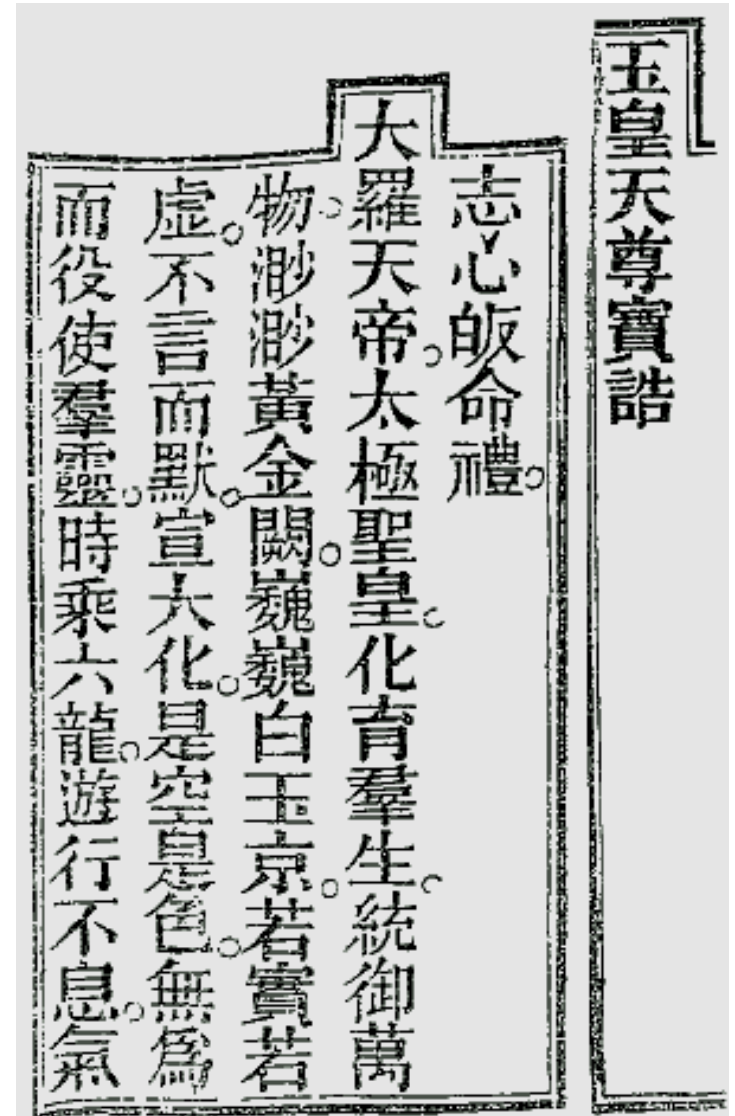 玉皇天尊寶誥
志心皈命禮。
大羅天帝。太極聖皇。化育羣生。統御萬
物。渺渺黃金闕。巍巍白玉京。若實若
虛。不言而默。宣大化。是空是色。無爲
而役使羣靈。時乘六龍。遊行不息。氣